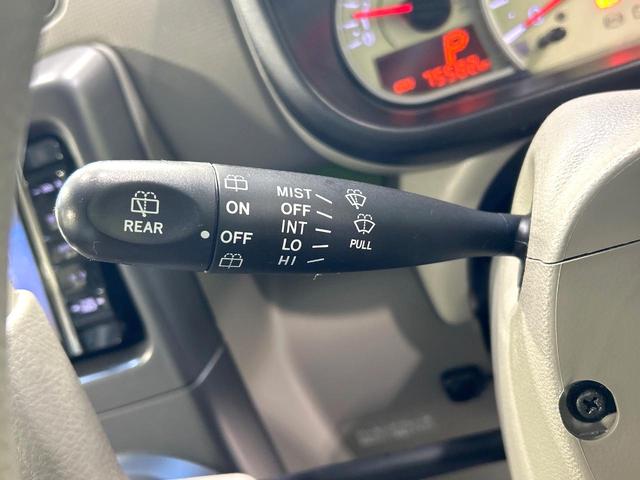 P
REAR
ON
OFF
MIST
OFF
INT
LO
HI
PULL